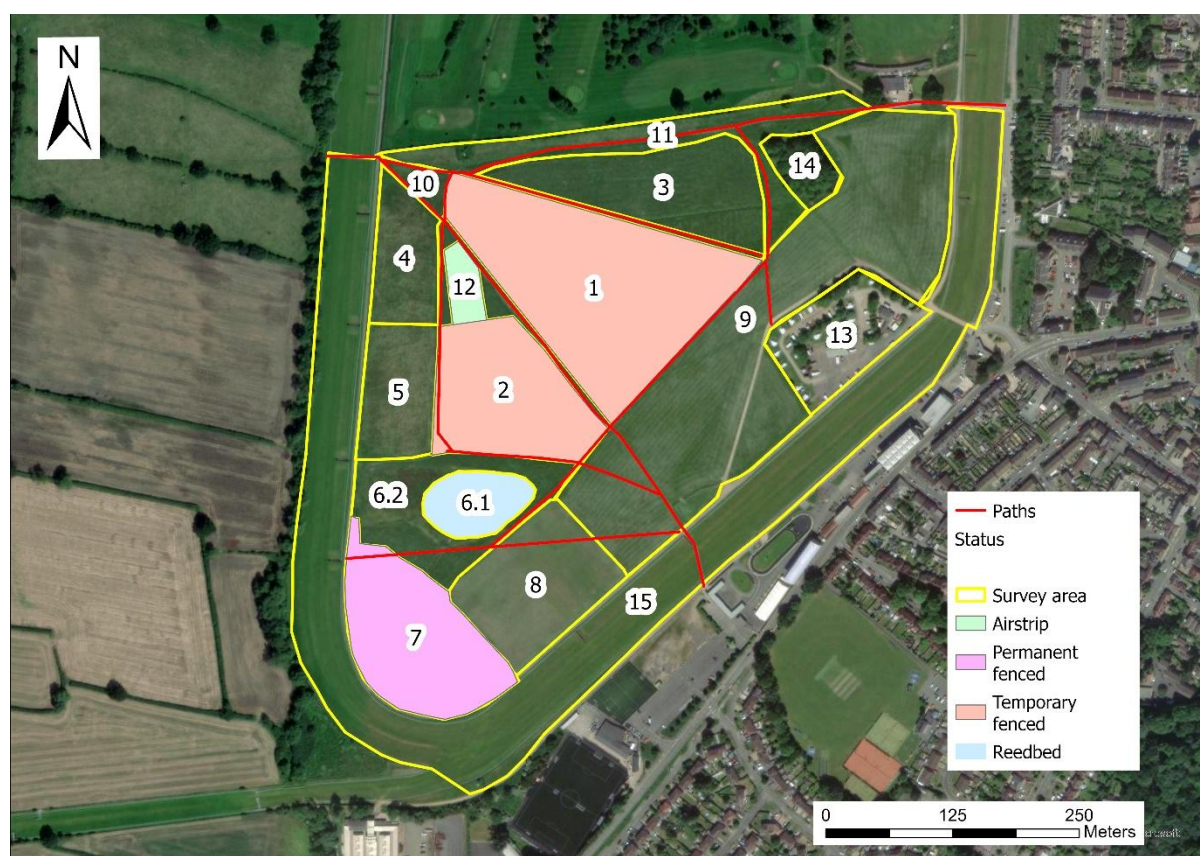 N
11
14
10
3
4
12
1
9
13
5
2
6.2
6.1
8
15
7
Paths
Status
Survey area
Airstrip
Permanent
fenced
Temporary
fenced
Reedbed
0 125 250
Meters